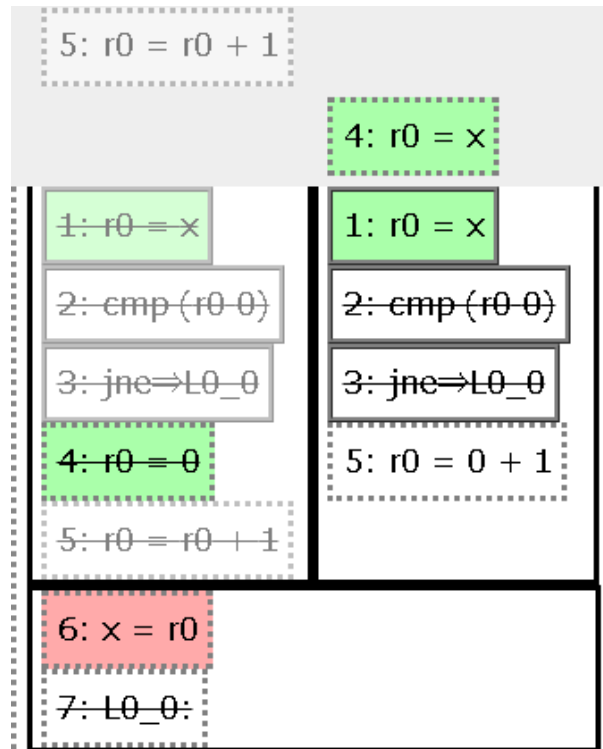 5: r0 = r0 + 1
4: r0 = x
1: r0 = x
1: r0 = x
2: cmp (r0 0)
2: cmp (r0 0)
3: jne⇒L0_0
3: jne⇒L0_0
4: r0 = 0
5: r0 = 0 + 1
5: r0 = r0 + 1
6: x = r0
7: L0_0: